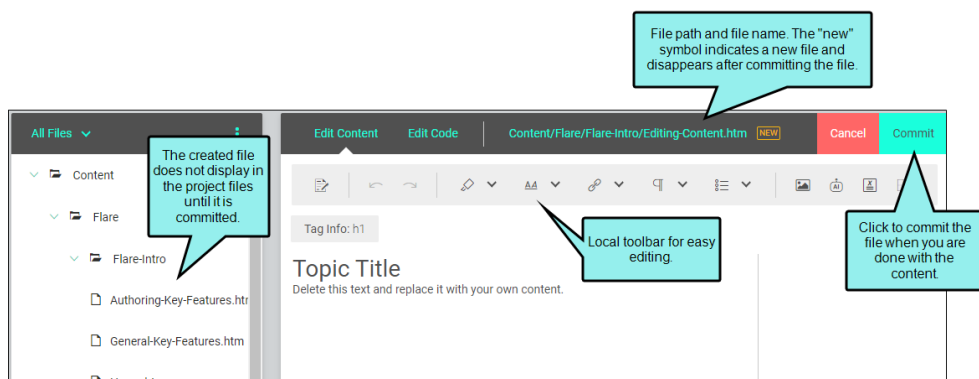 File path and file name. The "new"
symbol indicates a new file and
disappears after committing the file.
All Files
Edit Content
Edit Code
Content/Flare/Flare-Intro/Editing-Content.htm
NEW
Cancel
Commit
The created file
does not display in
the project files
until it is
committed.
Content
Flare
Flare-Intro
Authoring-Key-Features.htm
General-Key-Features.htm
AI
Tag Info: h1
Local toolbar for easy
editing.
Click to commit the
file when you are
done with the
content.
Topic Title
Delete this text and replace it with your own content.